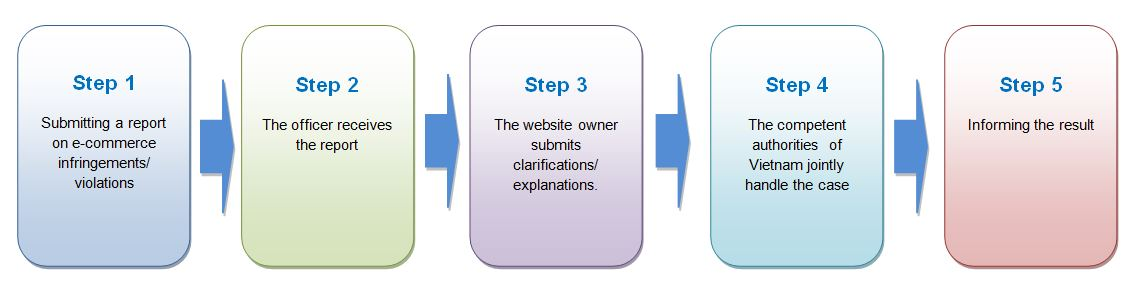 Step 1
Submitting a report
on e-commerce
infringements/
violations
Step 2
The officer receives
the report
Step 3
The website owner
submits
clarifications/
explanations.
Step 4
The competent
authorities of
Vietnam jointly
handle the case
Step 5
Informing the result